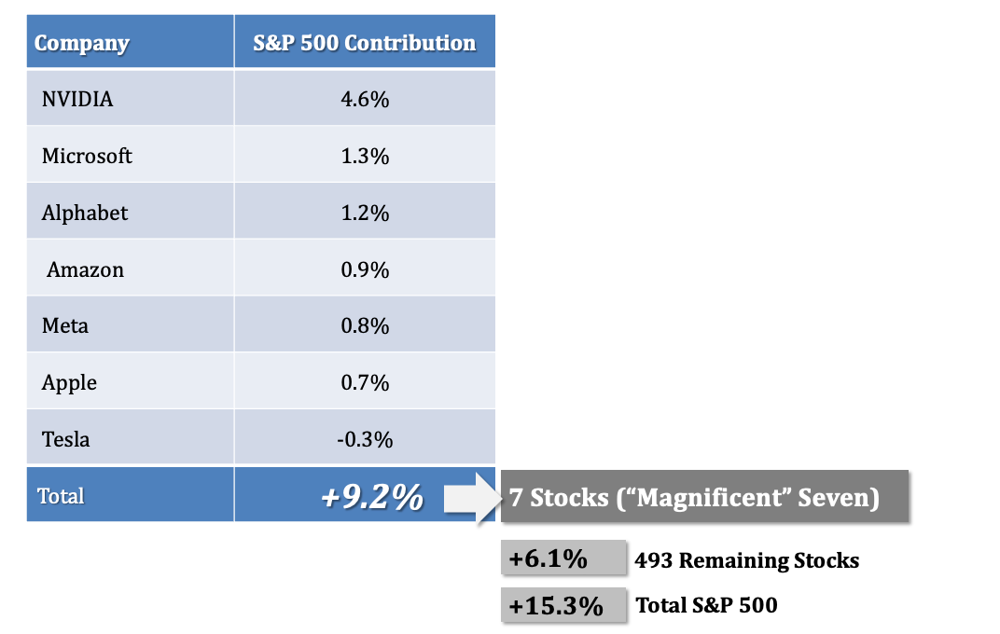 Company S&P 500 Contribution
NVIDIA 4.6%
Microsoft 1.3%
Alphabet 1.2%
Amazon 0.9%
Meta 0.8%
Apple 0.7%
Tesla -0.3%
Total +9.2% 7 Stocks (“Magnificent” Seven)
+6.1% 493 Remaining Stocks
+15.3% Total S&P 500